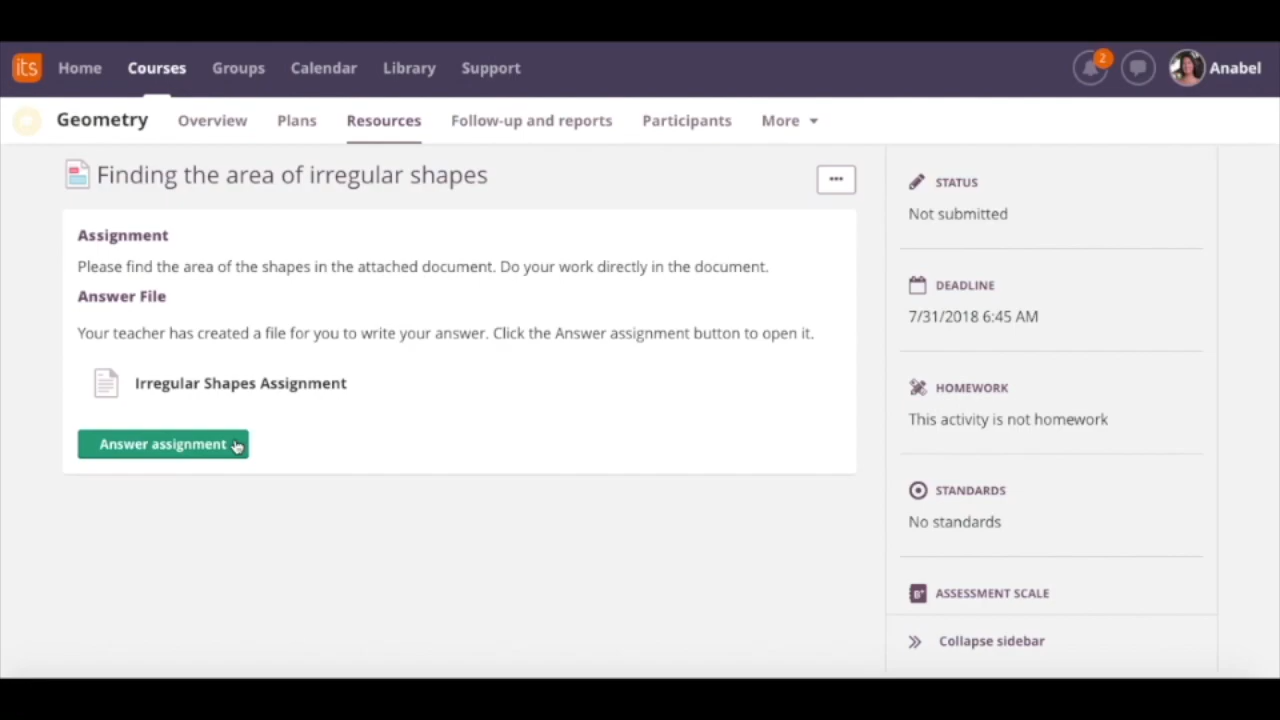 its Home Courses Groups Calendar Library Support 2 Anabel
Geometry Overview Plans Resources Follow-up and reports Participants More
Finding the area of irregular shapes
...
Assignment
Please find the area of the shapes in the attached document. Do your work directly in the document.
Answer File
Your teacher has created a file for you to write your answer. Click the Answer assignment button to open it.
Irregular Shapes Assignment
Answer assignment
STATUS
Not submitted
DEADLINE
7/31/2018 6:45 AM
HOMEWORK
This activity is not homework
STANDARDS
No standards
B+ ASSESSMENT SCALE
Collapse sidebar